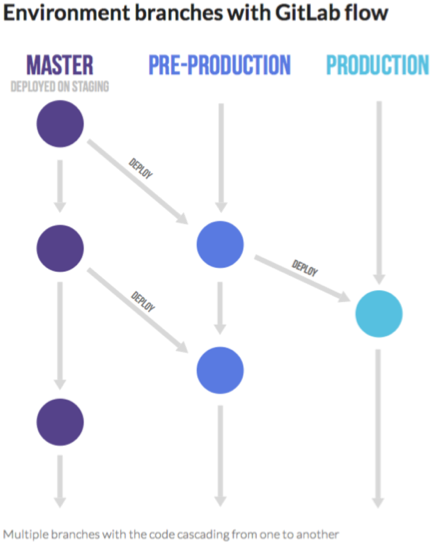 Environment branches with GitLab flow
MASTER
DEPLOYED ON STAGING
PRE-PRODUCTION
PRODUCTION
DEPLOY
DEPLOY
DEPLOY
Multiple branches with the code cascading from one to another